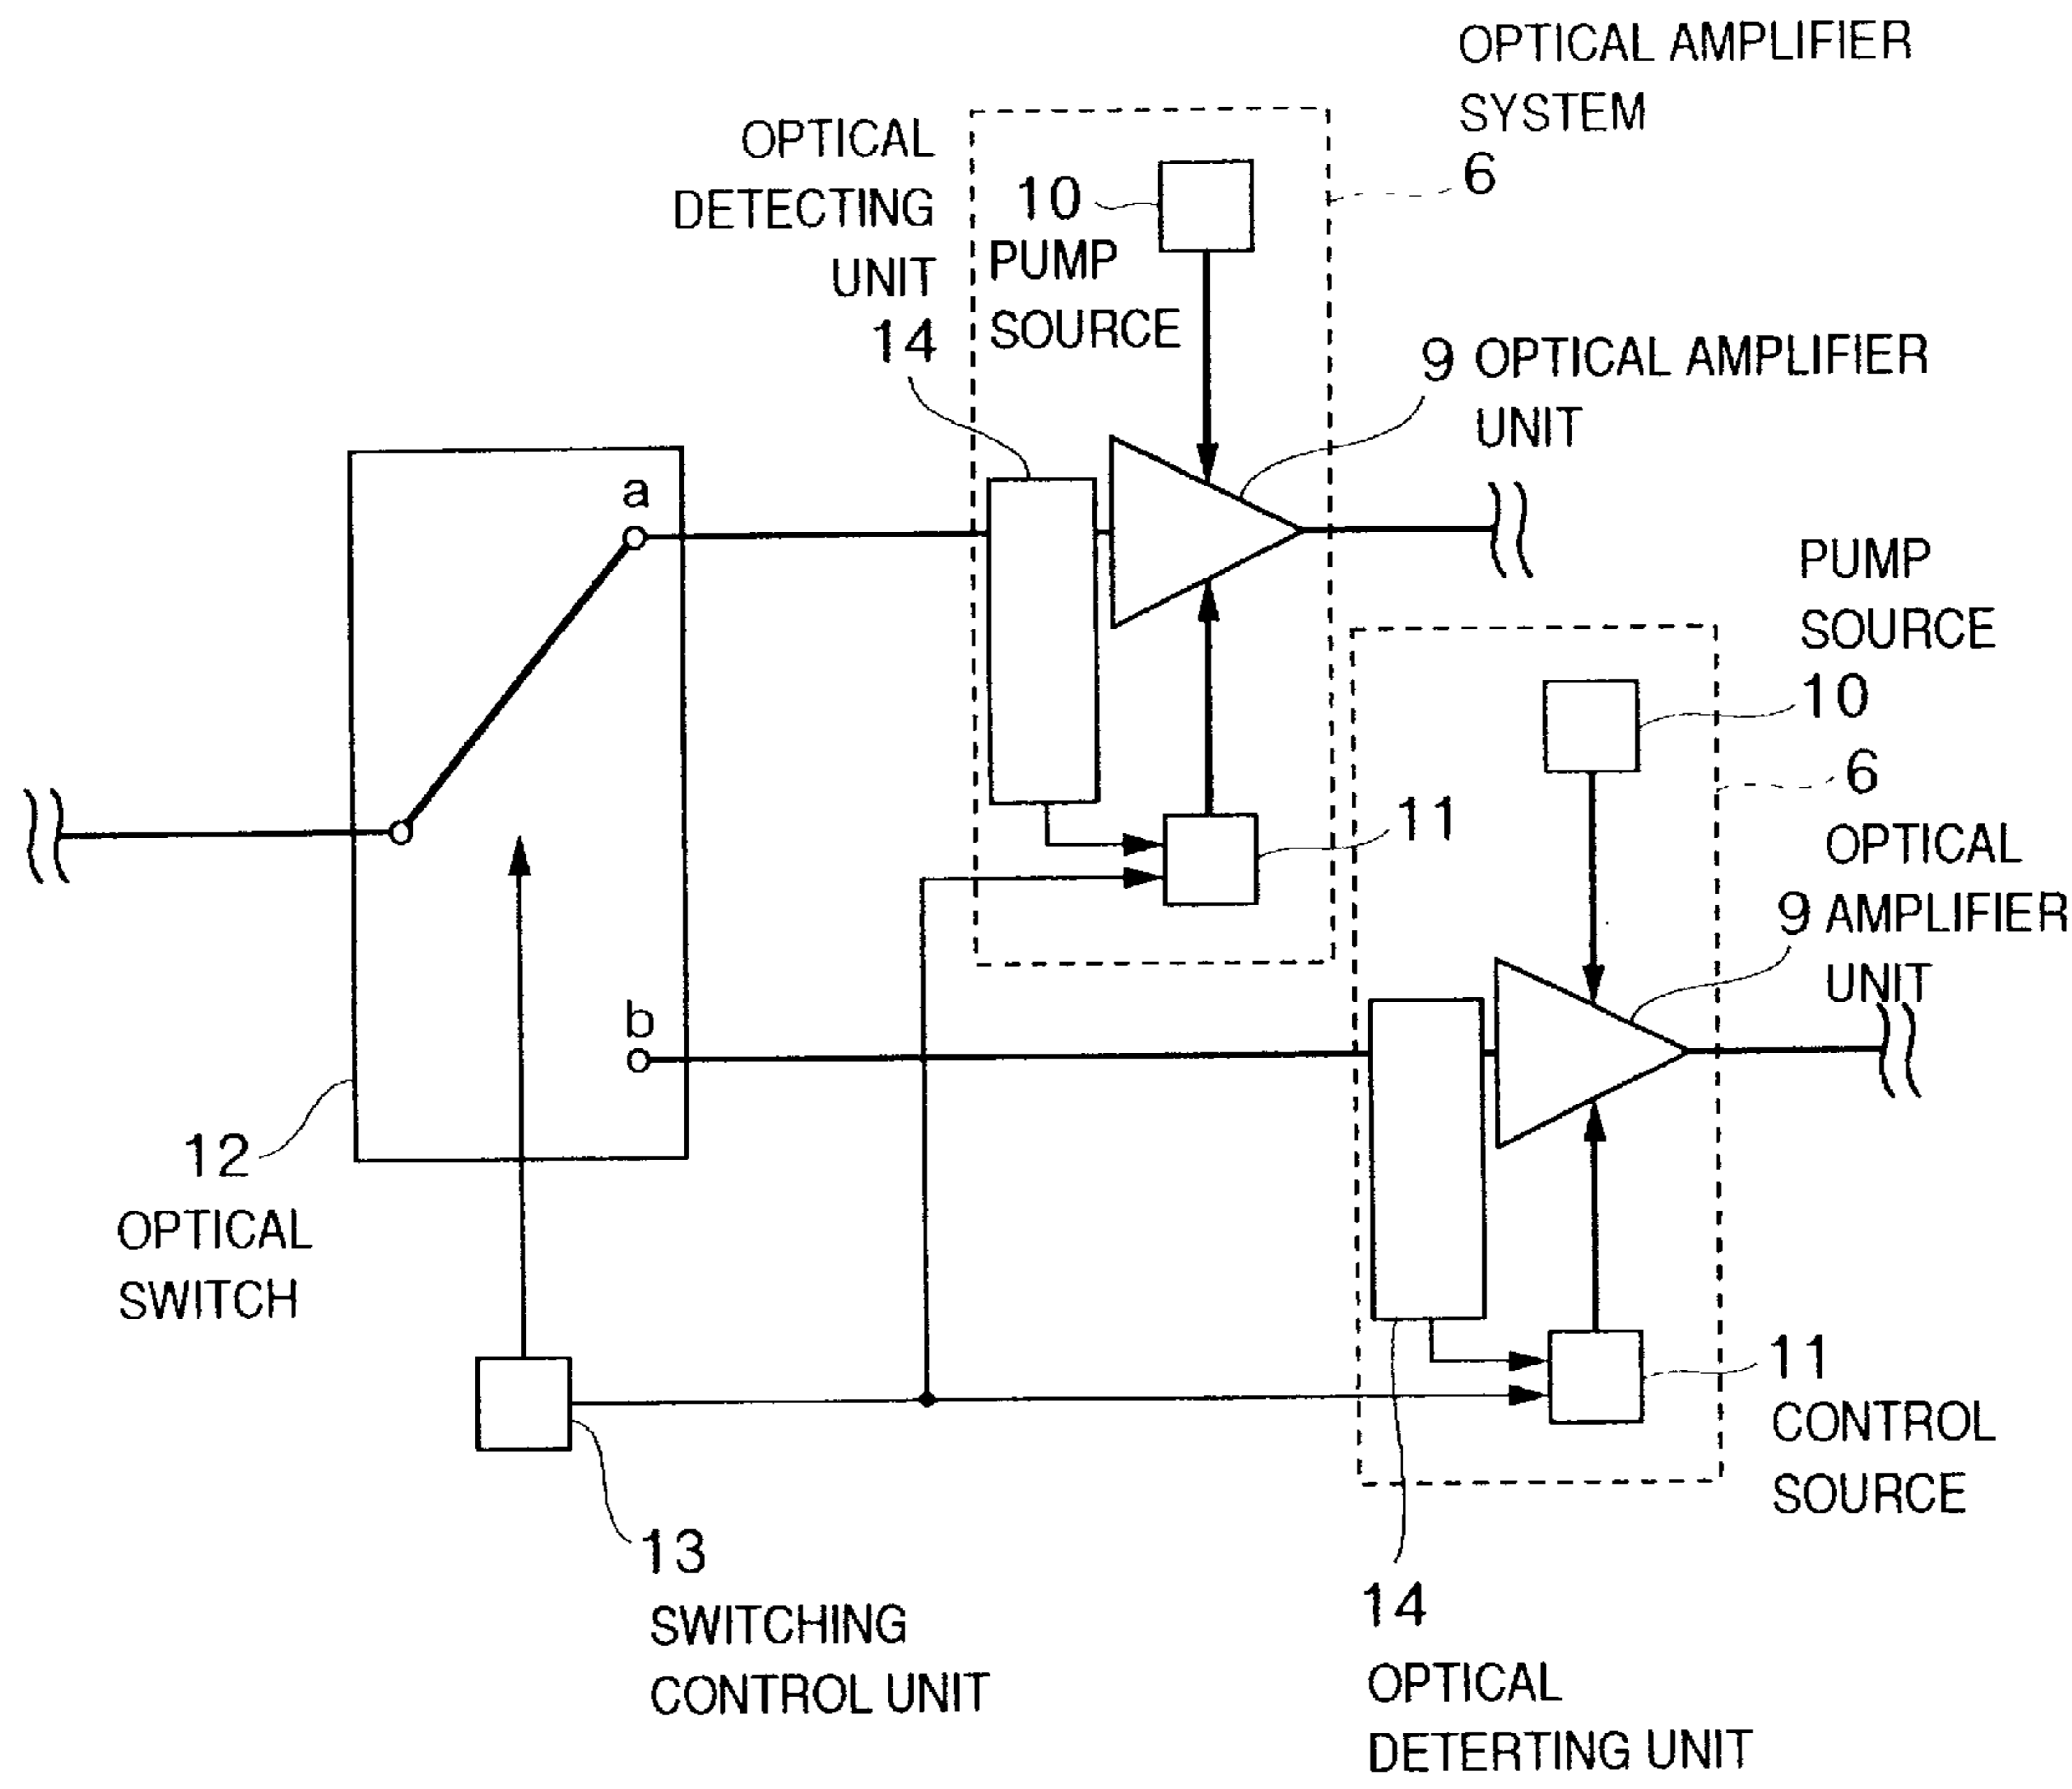 OPTICAL AMPLIFIER
SYSTEM
6
OPTICAL
DETECTING
UNIT
14
10
PUMP
SOURCE
9 OPTICAL AMPLIFIER
UNIT
a
PUMP
SOURCE
10
6
11
OPTICAL
9 AMPLIFIER
UNIT
b
12
OPTICAL
SWITCH
11
CONTROL
SOURCE
13
SWITCHING
CONTROL UNIT
14
OPTICAL
DETERTING UNIT